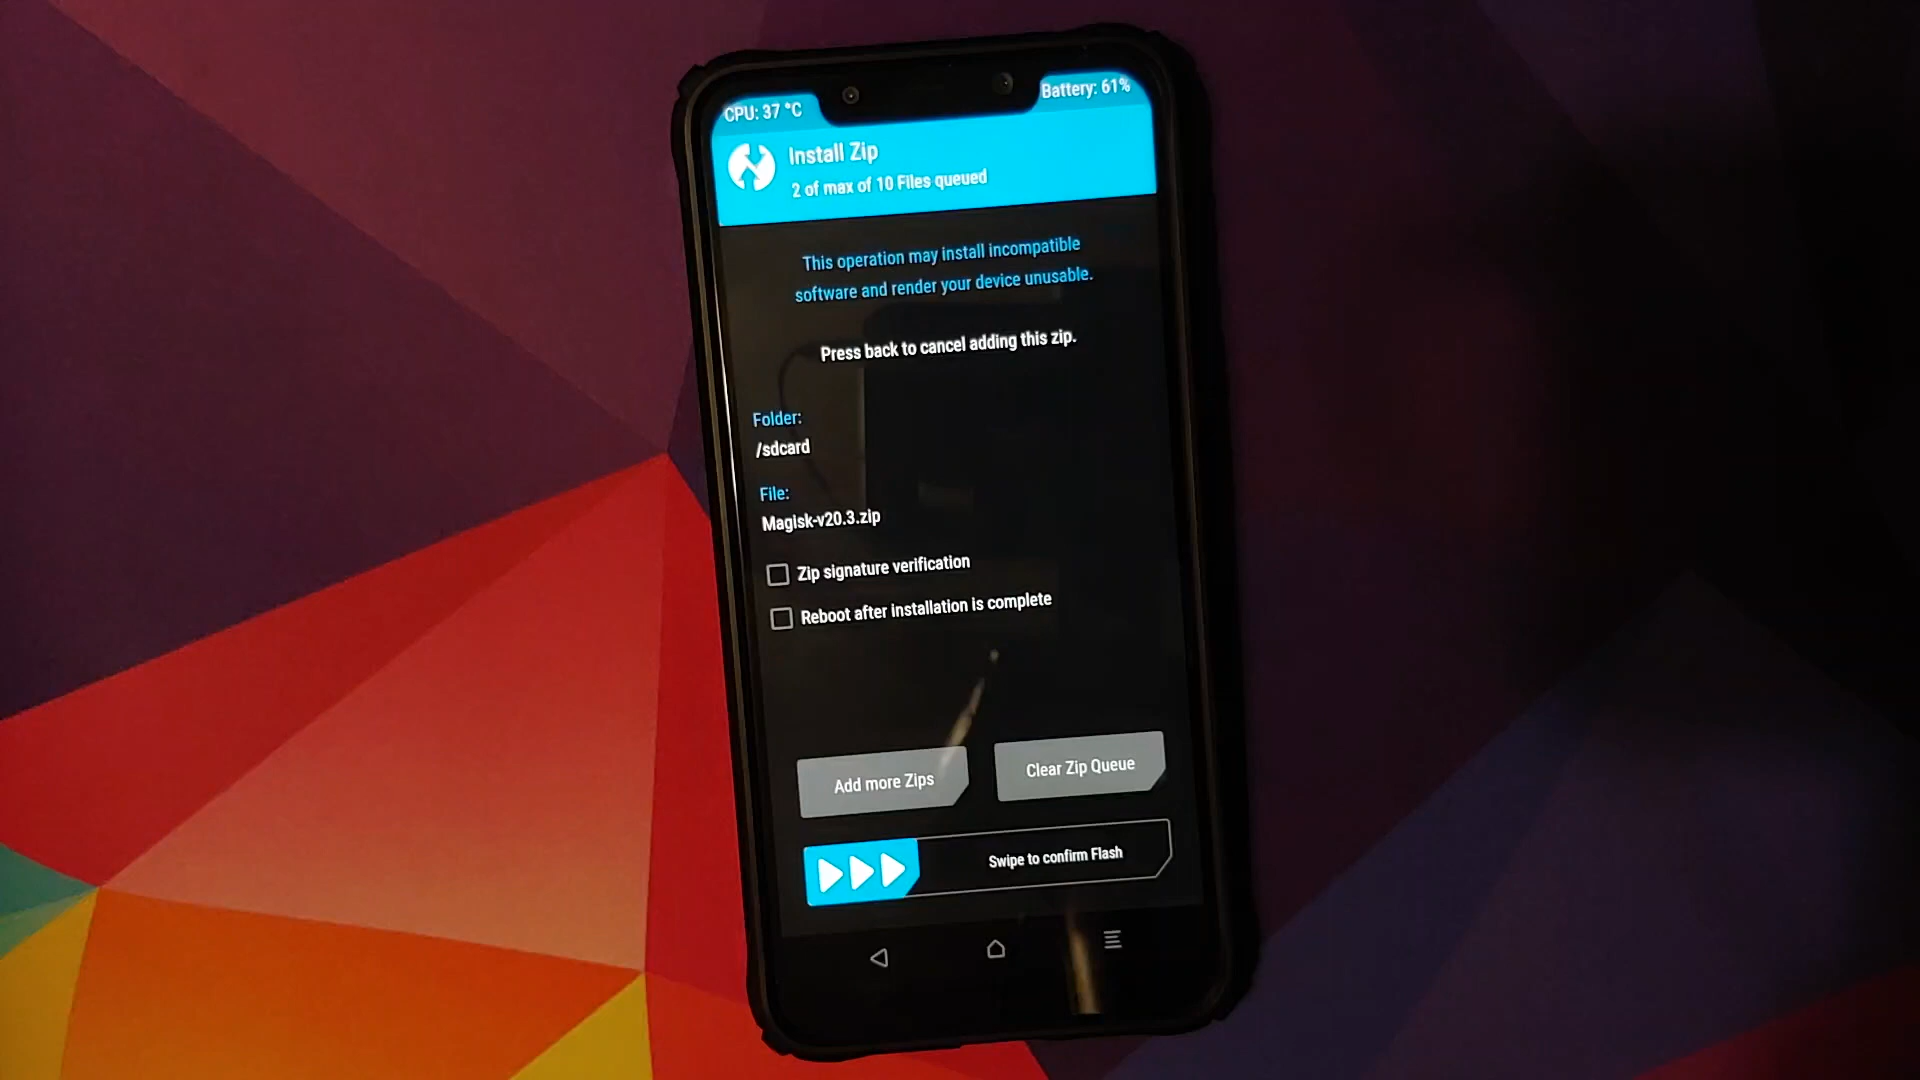 CPU: 37 °C
Battery: 61%
Install Zip
2 of max of 10 Files queued
This operation may install incompatible
software and render your device unusable.
Press back to cancel adding this zip.
Folder:
/sdcard
File:
Magisk-v20.3.zip
Zip signature verification
Reboot after installation is complete
Add more Zips
Clear Zip Queue
Swipe to confirm Flash